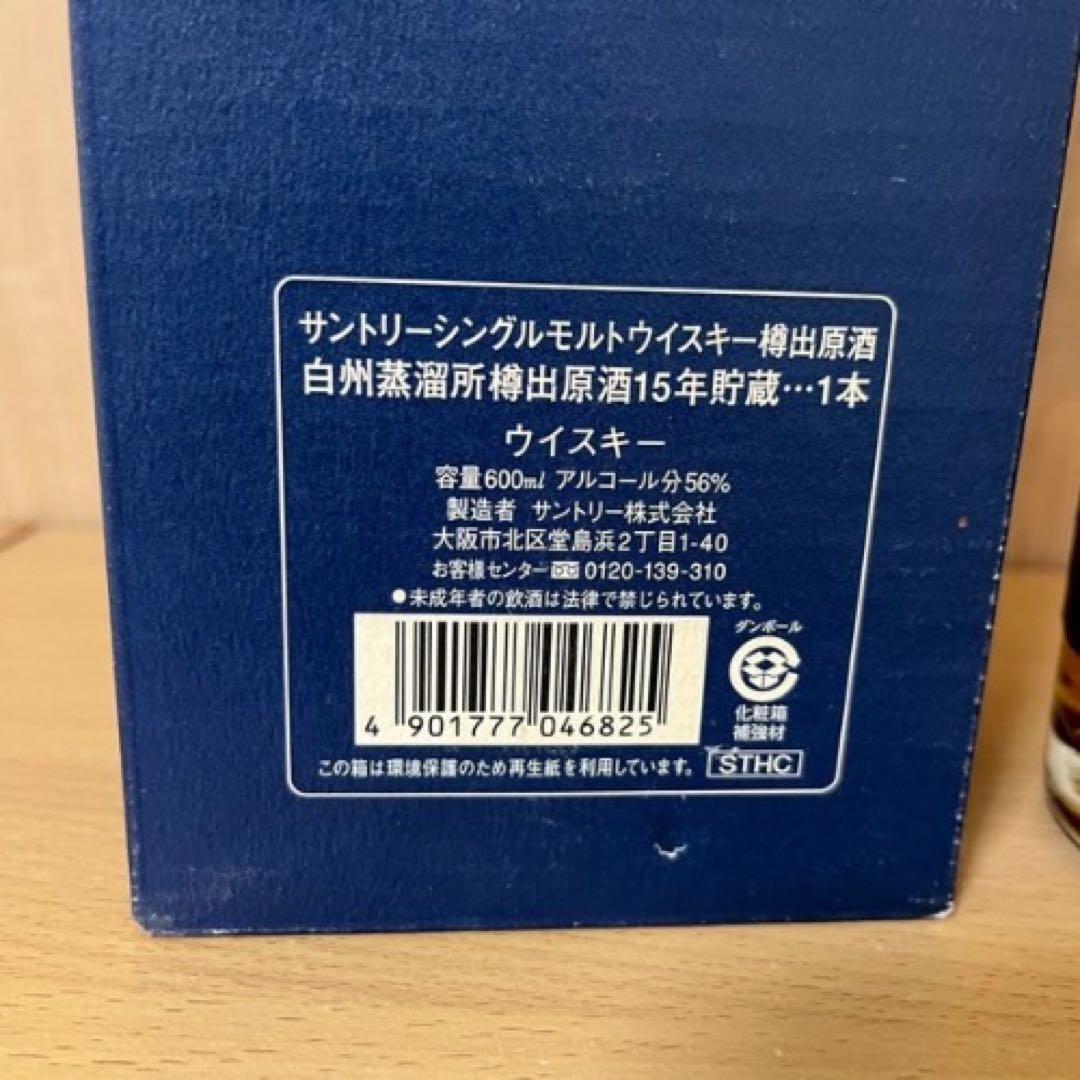 サントリーシングルモルトウイスキー樽出原酒
白州蒸溜所樽出原酒15年貯蔵…1本
ウイスキー
容量600ml アルコール分56%
製造者 サントリー株式会社
大阪市北区堂島浜2丁目1-40
お客様センター 0120-139-310
●未成年者の飲酒は法律で禁じられています。
ダンボール
化粧箱
補強材
4 901777 046825
この箱は環境保護のため再生紙を利用しています。
STHC